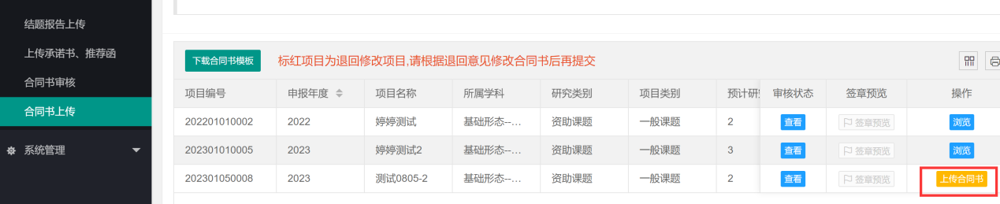 结题报告上传
上传承诺书、推荐函
合同书审核
合同书上传
系统管理
下载合同书模板 标红项目为退回修改项目,请根据退回意见修改合同书后再提交
项目编号 申报年度 项目名称 所属学科 研究类别 项目类别 预计研 审核状态 签章预览 操作
202201010002 2022 婷婷测试 基础形态--... 资助课题 一般课题 2 查看 签章预览 浏览
202301010005 2023 婷婷测试2 基础形态--... 资助课题 一般课题 3 查看 签章预览 浏览
202301050008 2023 测试0805-2 基础形态--... 资助课题 一般课题 2 查看 签章预览 上传合同书